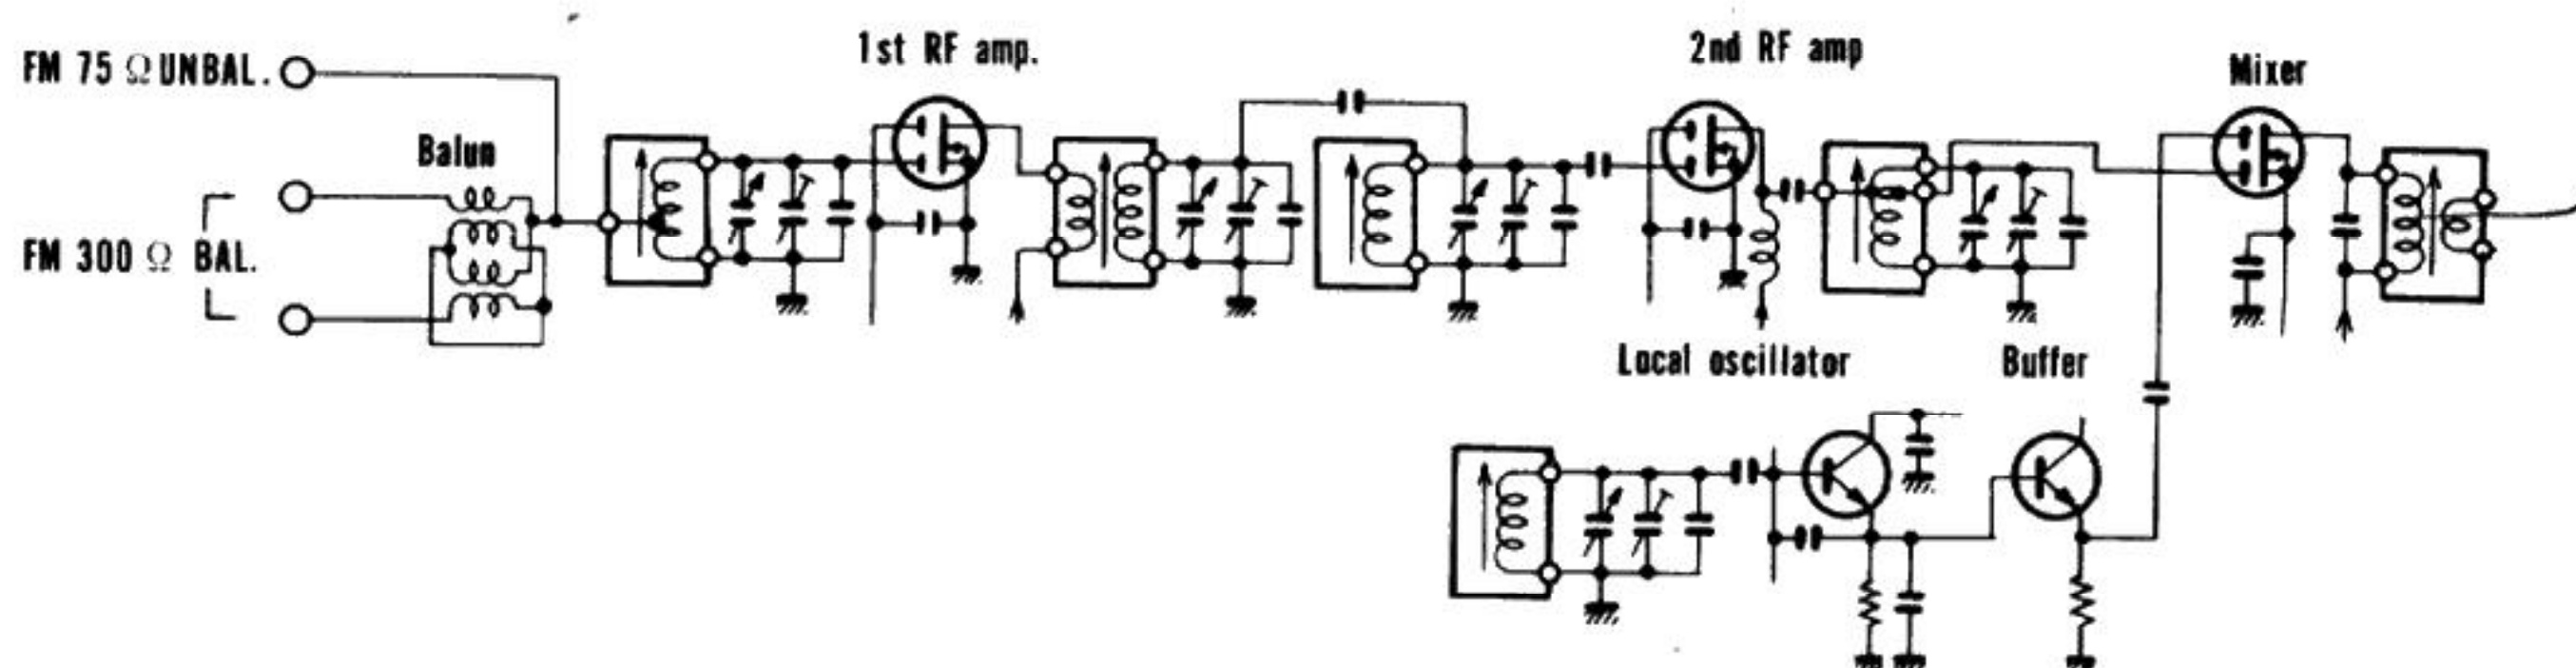 FM 75 Ω UNBAL.
Balun
FM 300 Ω BAL.
1st RF amp.
2nd RF amp
Mixer
Local oscillator
Buffer